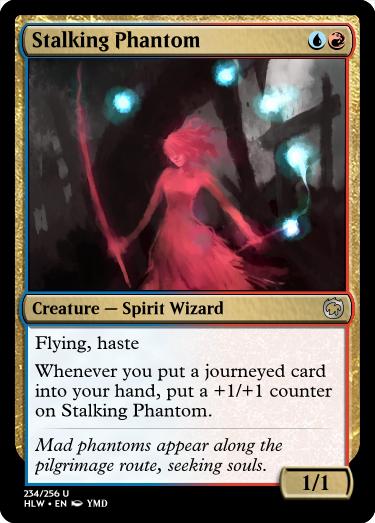 Stalking Phantom
Creature — Spirit Wizard
Flying, haste
Whenever you put a journeyed card
into your hand, put a +1/+1 counter
on Stalking Phantom.
Mad phantoms appear along the
pilgrimage route, seeking souls.
1/1
234/256 U
HLW • EN YMD